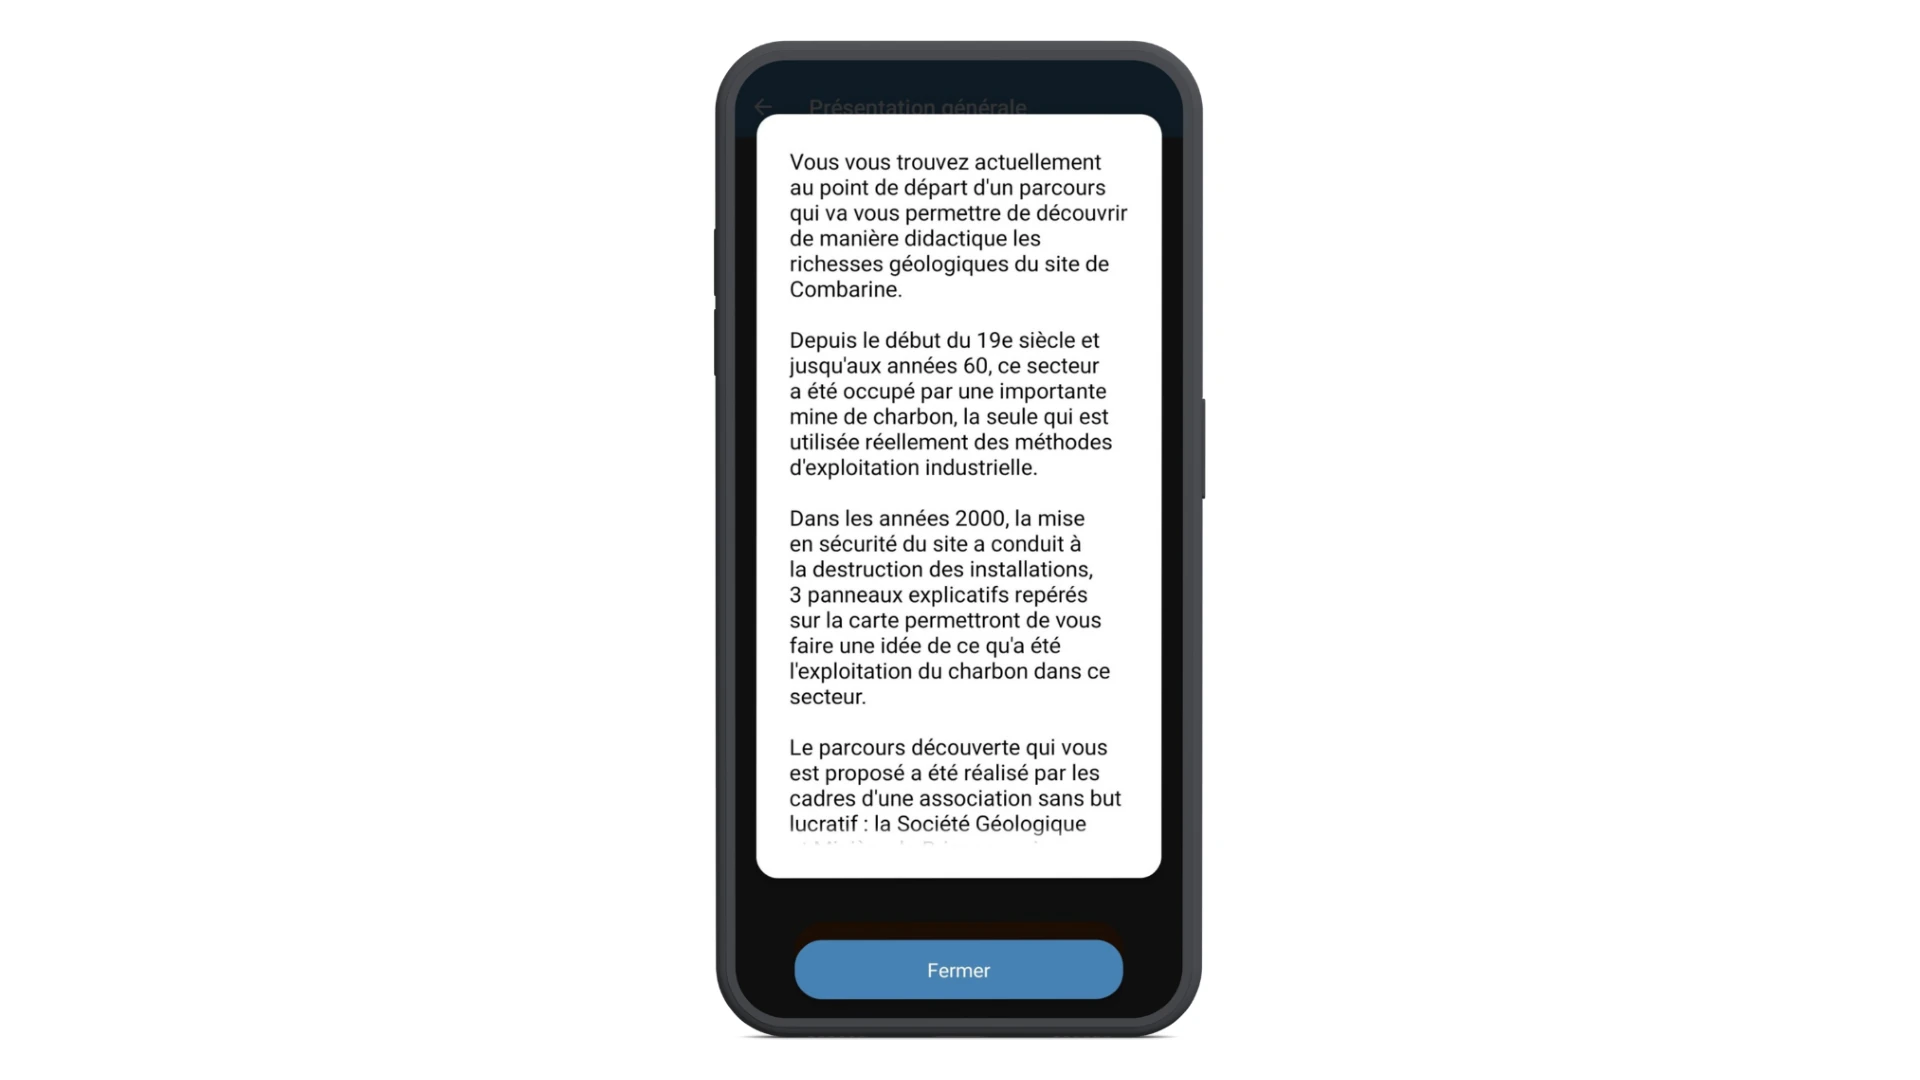 Présentation générale
Vous vous trouvez actuellement
au point de départ d'un parcours
qui va vous permettre de découvrir
de manière didactique les
richesses géologiques du site de
Combarine.
Depuis le début du 19e siècle et
jusqu'aux années 60, ce secteur
a été occupé par une importante
mine de charbon, la seule qui est
utilisée réellement des méthodes
d'exploitation industrielle.
Dans les années 2000, la mise
en sécurité du site a conduit à
la destruction des installations,
3 panneaux explicatifs repérés
sur la carte permettront de vous
faire une idée de ce qu'a été
l'exploitation du charbon dans ce
secteur.
Le parcours découverte qui vous
est proposé a été réalisé par les
cadres d'une association sans but
lucratif : la Société Géologique
Fermer